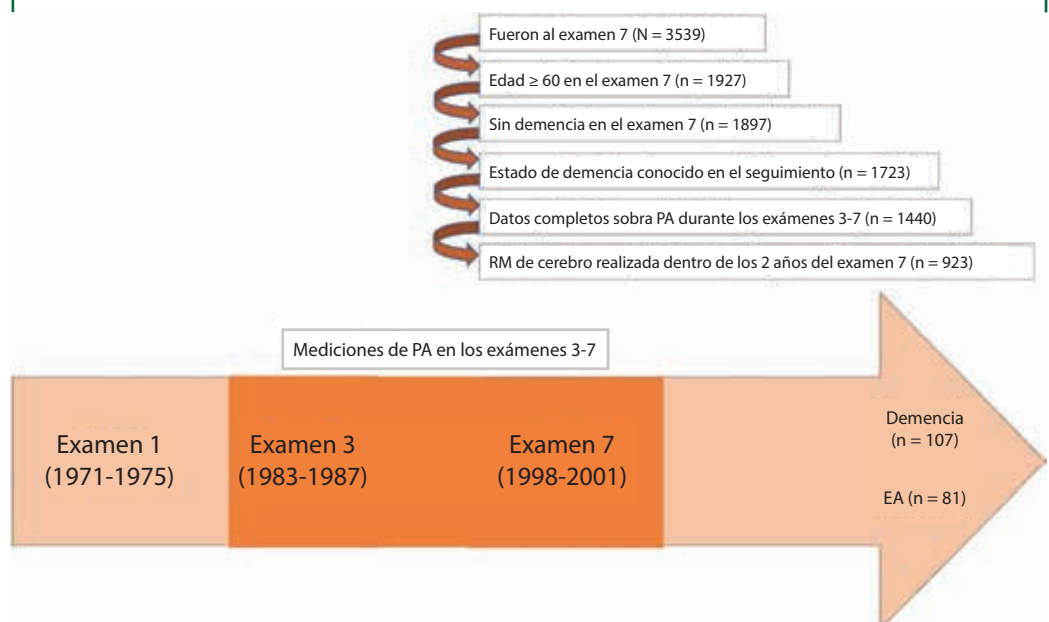 Fueron al examen 7 (N = 3539)
Edad ≥ 60 en el examen 7 (n = 1927)
Sin demencia en el examen 7 (n = 1897)
Estado de demencia conocido en el seguimiento (n = 1723)
Datos completos sobra PA durante los exámenes 3-7 (n = 1440)
RM de cerebro realizada dentro de los 2 años del examen 7 (n = 923)
Mediciones de PA en los exámenes 3-7
Examen 1
(1971-1975)
Examen 3
(1983-1987)
Examen 7
(1998-2001)
Demencia
(n = 107)
EA (n = 81)